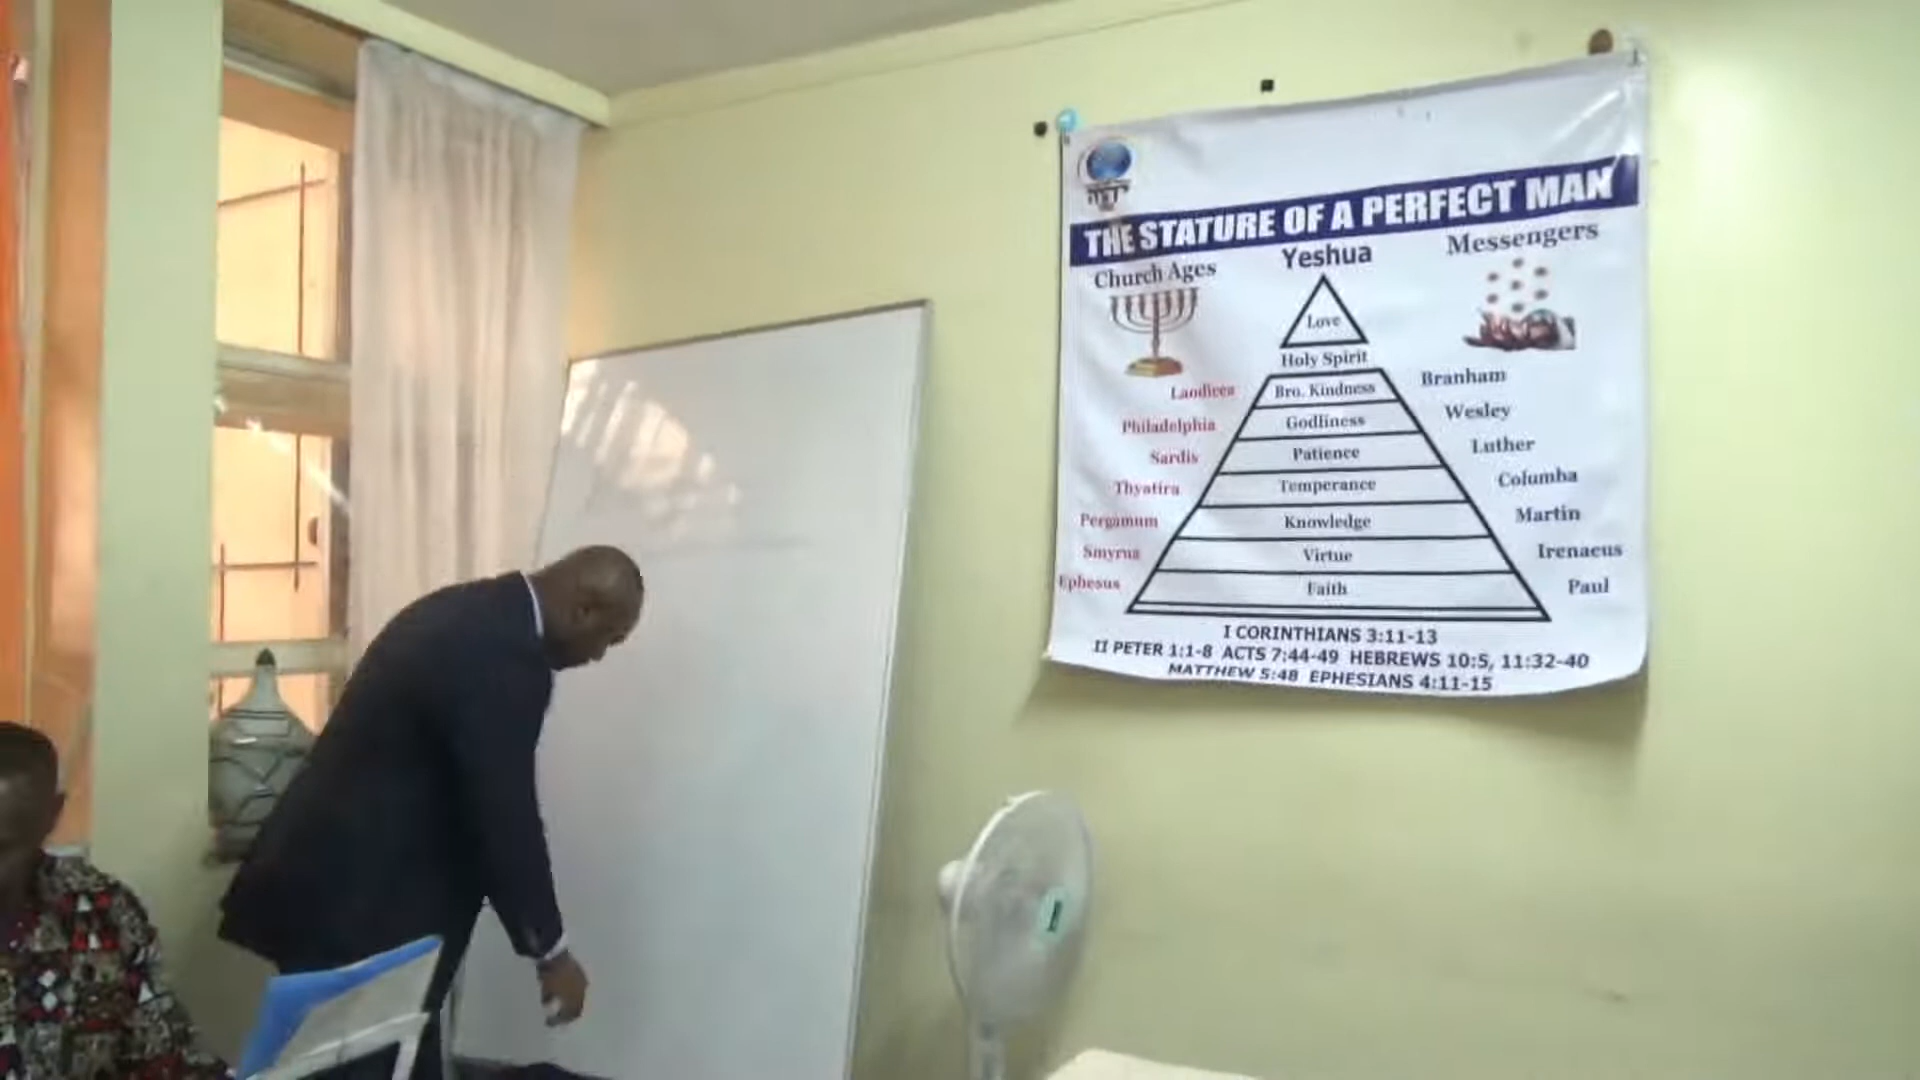 THE STATURE OF A PERFECT MAN
Church Ages
Yeshua
Messengers
Love
Holy Spirit
Laodicea Bro. Kindness Branham
Philadelphia Godliness Wesley
Sardis Patience Luther
Thyatira Temperance Columba
Pergamum Knowledge Martin
Smyrna Virtue Irenaeus
Ephesus Faith Paul
I CORINTHIANS 3:11-13
II PETER 1:1-8 ACTS 7:44-49 HEBREWS 10:5, 11:32-40
MATTHEW 5:48 EPHESIANS 4:11-15